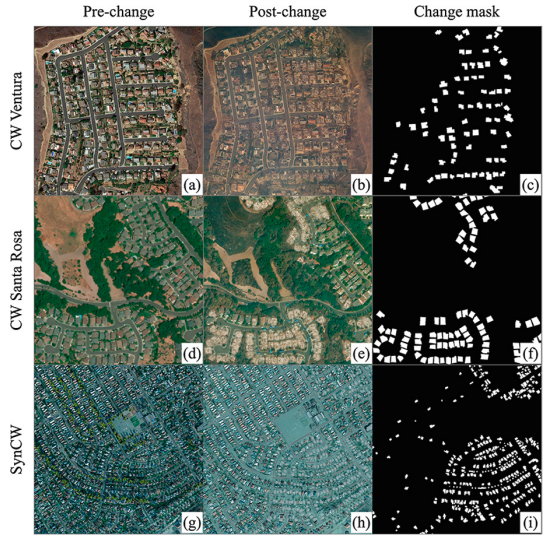 Pre-change Post-change Change mask
CW Ventura
(a) (b) (c)
CW Santa Rosa
(d) (e) (f)
SynCW
(g) (h) (i)